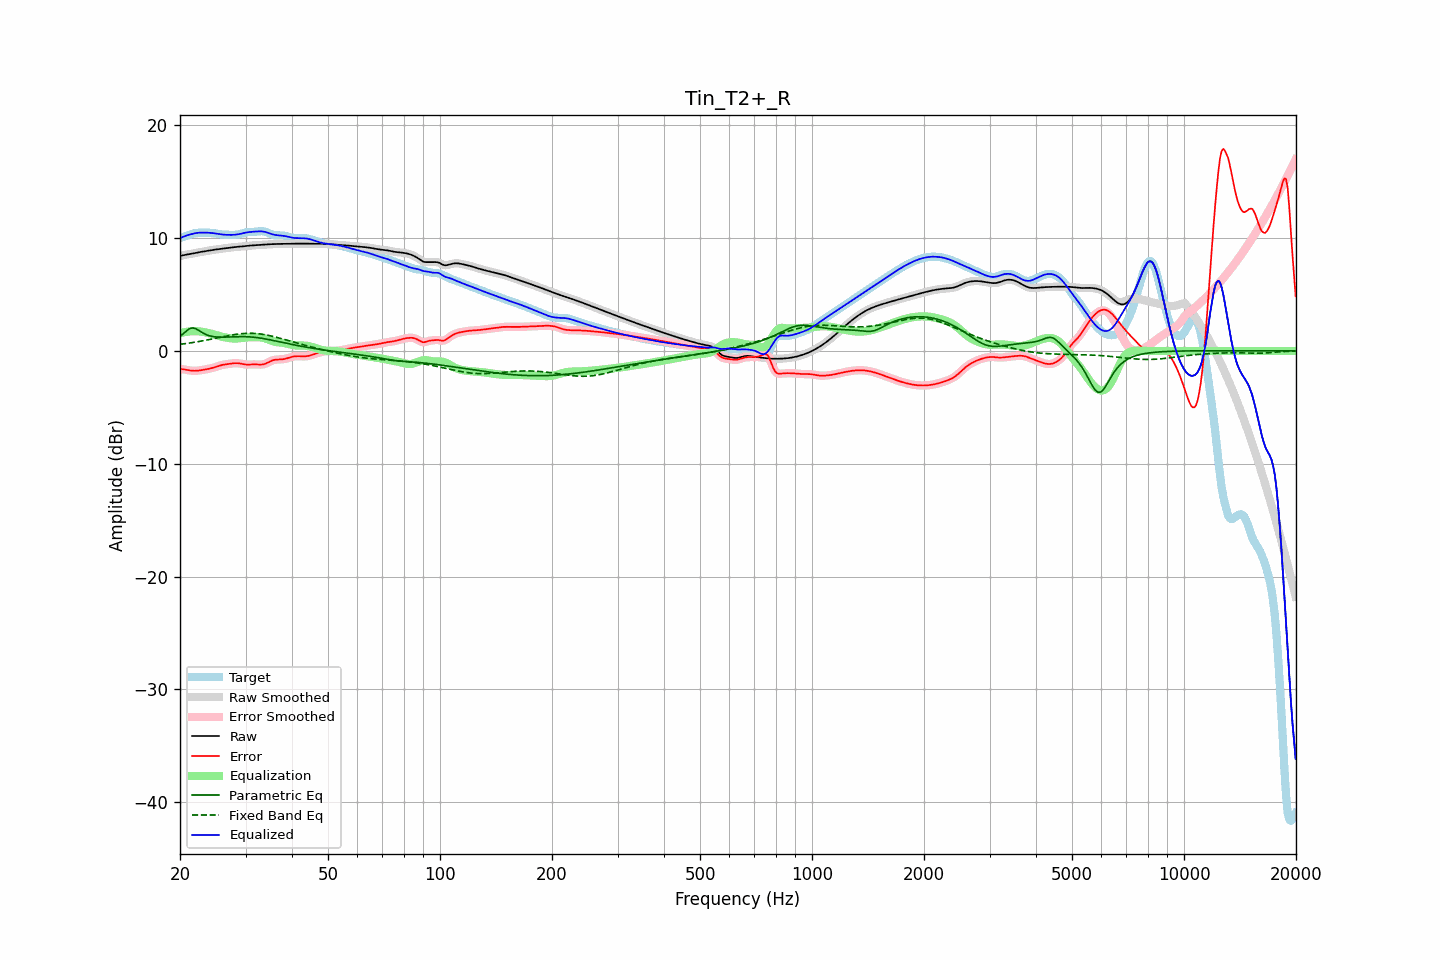 Tin_T2+_R
20
10
0
−10
−20
−30
−40
Amplitude (dBr)
Target
Raw Smoothed
Error Smoothed
Raw
Error
Equalization
Parametric Eq
Fixed Band Eq
Equalized
20 50 100 200 500 1000 2000 5000 10000 20000
Frequency (Hz)